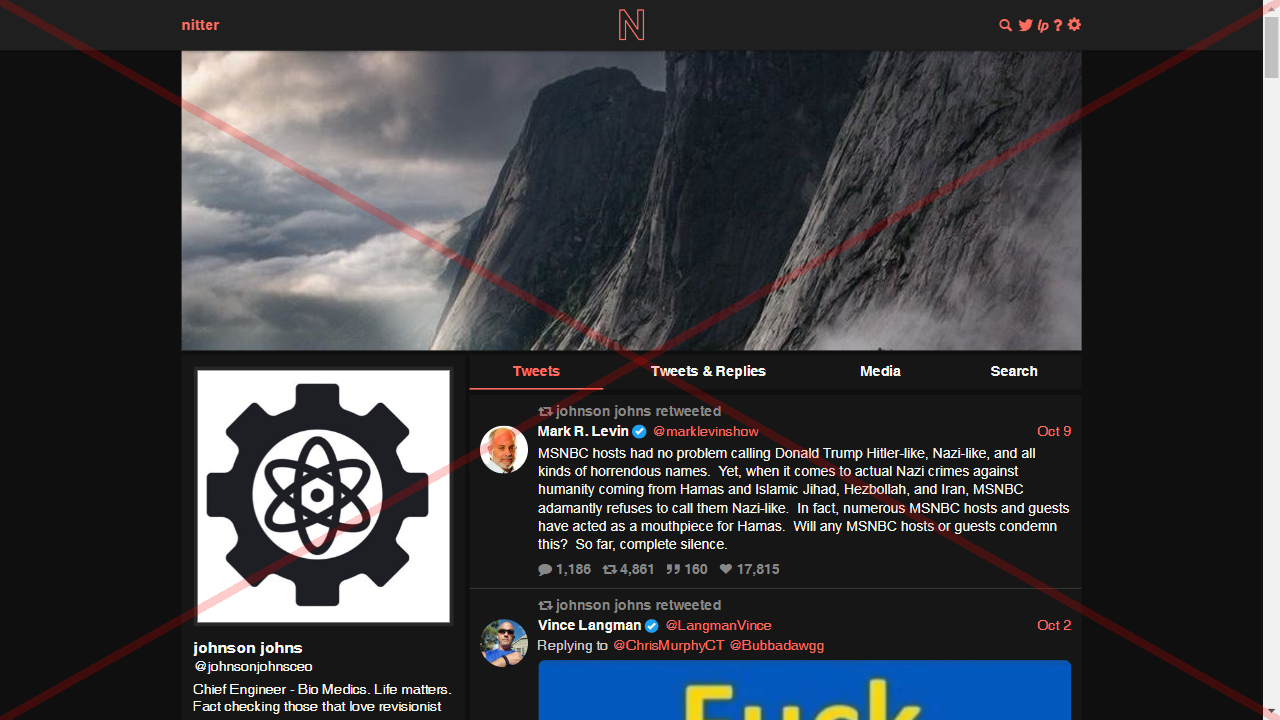 nitter
N
lp ?
Tweets
Tweets & Replies
Media
Search
johnson johns retweeted
Mark R. Levin @marklevinshow Oct 9
MSNBC hosts had no problem calling Donald Trump Hitler-like, Nazi-like, and all
kinds of horrendous names.  Yet, when it comes to actual Nazi crimes against
humanity coming from Hamas and Islamic Jihad, Hezbollah, and Iran, MSNBC
adamantly refuses to call them Nazi-like.  In fact, numerous MSNBC hosts and guests
have acted as a mouthpiece for Hamas.  Will any MSNBC hosts or guests condemn
this?  So far, complete silence.
1,186 4,861 160 17,815
johnson johns retweeted
Vince Langman @LangmanVince Oct 2
Replying to @ChrisMurphyCT @Bubbadawgg
Fuck
johnson johns
@johnsonjohnsceo
Chief Engineer - Bio Medics. Life matters.
Fact checking those that love revisionist